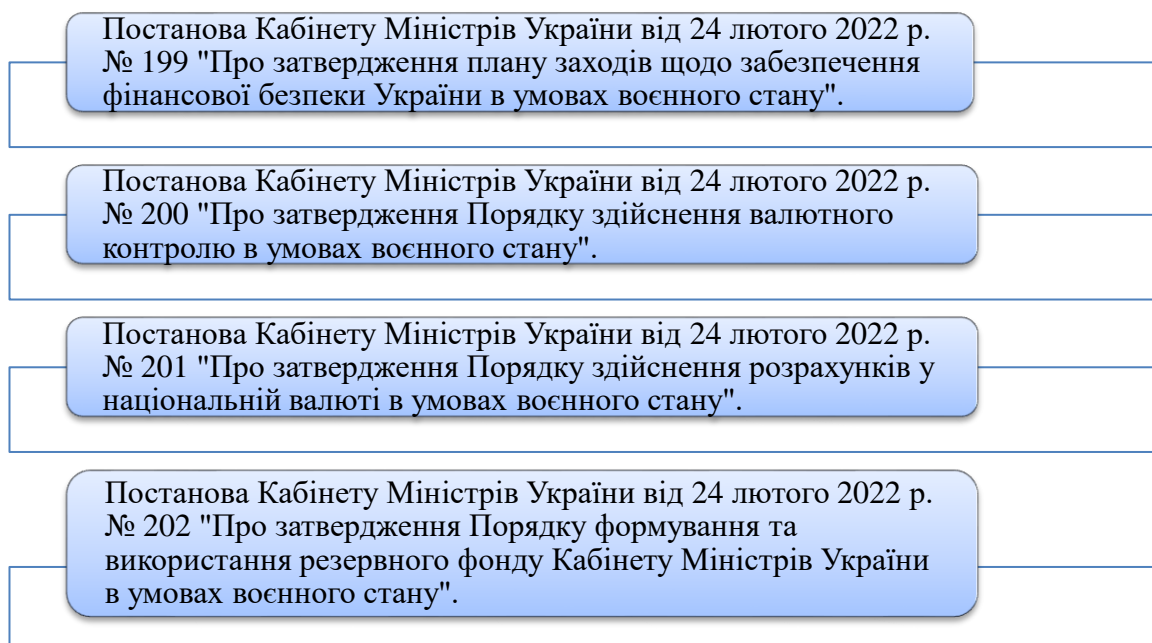 Постанова Кабінету Міністрів України від 24 лютого 2022 р.
№ 199 "Про затвердження плану заходів щодо забезпечення
фінансової безпеки України в умовах воєнного стану".
Постанова Кабінету Міністрів України від 24 лютого 2022 р.
№ 200 "Про затвердження Порядку здійснення валютного
контролю в умовах воєнного стану".
Постанова Кабінету Міністрів України від 24 лютого 2022 р.
№ 201 "Про затвердження Порядку здійснення розрахунків у
національній валюті в умовах воєнного стану".
Постанова Кабінету Міністрів України від 24 лютого 2022 р.
№ 202 "Про затвердження Порядку формування та
використання резервного фонду Кабінету Міністрів України
в умовах воєнного стану".